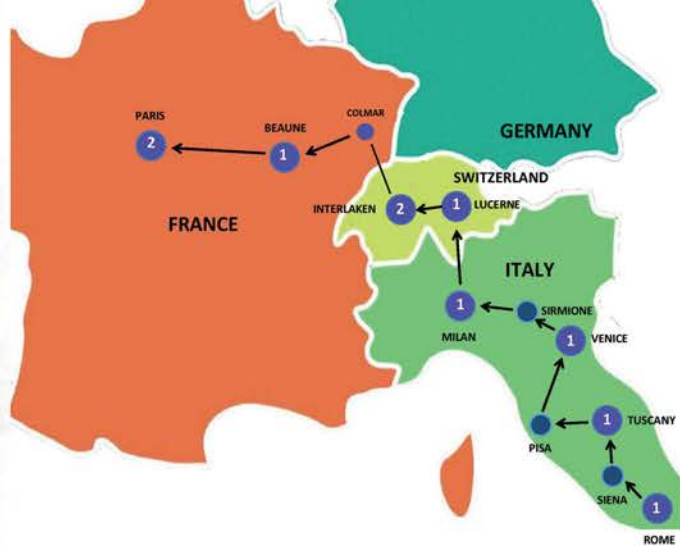 PARIS
2
BEAUNE
1
COLMAR
GERMANY
SWITZERLAND
INTERLAKEN
2
1
LUCERNE
FRANCE
ITALY
1
MILAN
SIRMIONE
1
VENICE
1
TUSCANY
PISA
SIENA
1
ROME